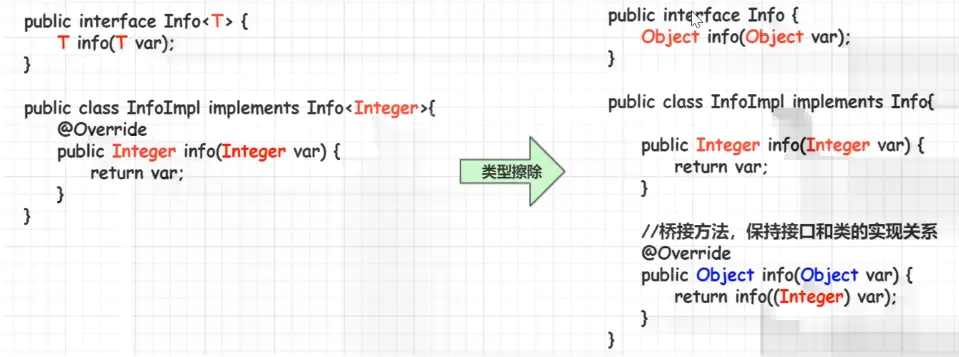 public interface Info<T> {
T info(T var);
}
public class InfoImpl implements Info<Integer>{
@Override
public Integer info(Integer var) {
return var;
}
}
类型擦除
public interface Info {
Object info(Object var);
}
public class InfoImpl implements Info{
public Integer info(Integer var) {
return var;
}
//桥接方法，保持接口和类的实现关系
@Override
public Object info(Object var) {
return info((Integer) var);
}
}